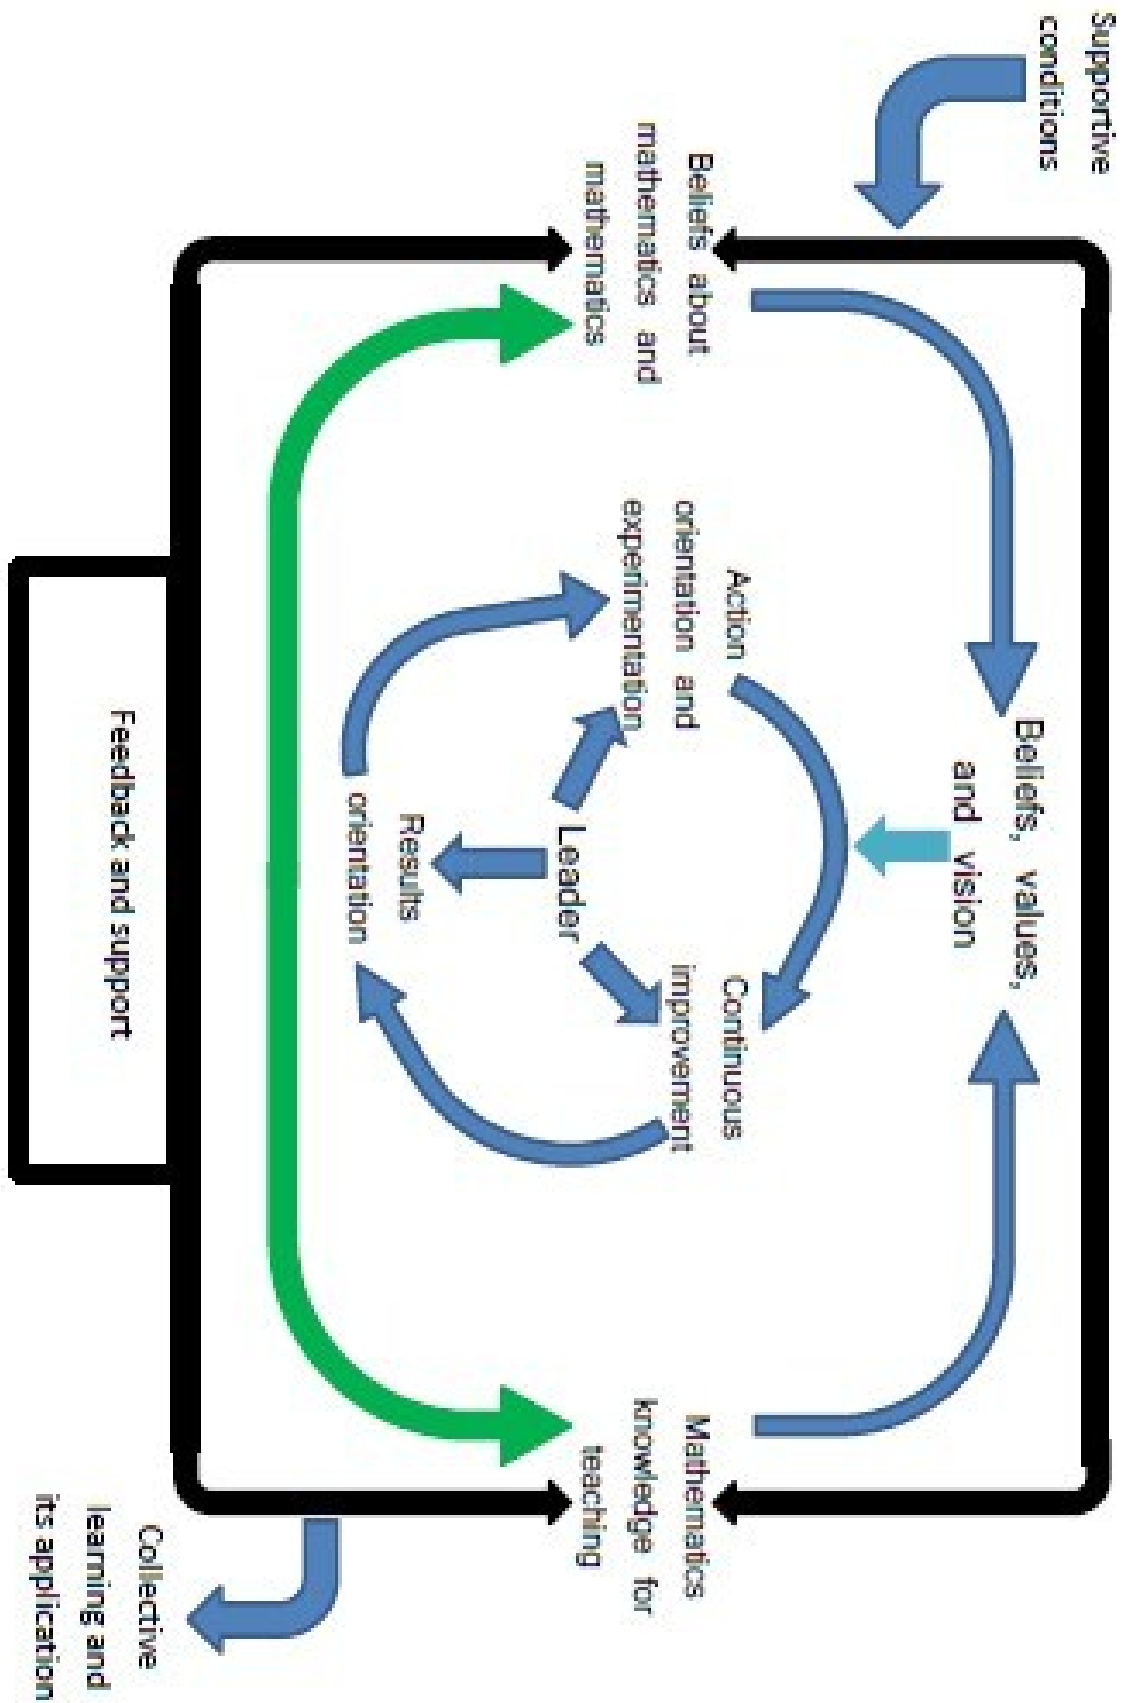 Supportive
conditions
Beliefs, values,
and vision
Beliefs about
mathematics and
mathematics
Action
orientation and
experimentation
Continuous
improvement
Leader
Results
orientation
Mathematics
knowledge for
teaching
Feedback and support
Collective
learning and
its application